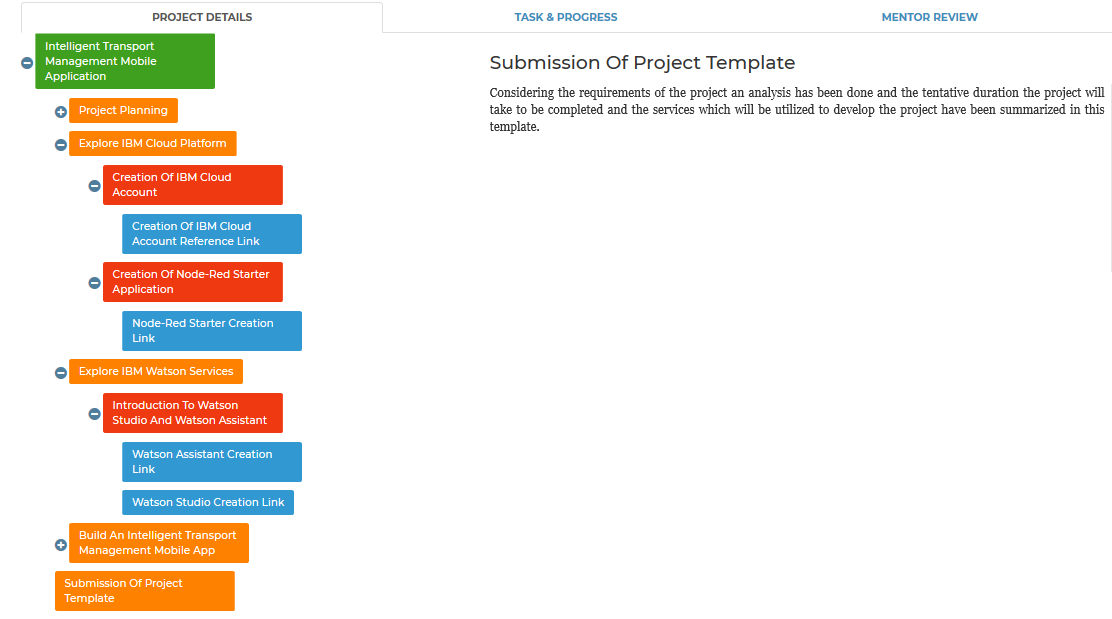 PROJECT DETAILS
TASK & PROGRESS
MENTOR REVIEW
Intelligent Transport
Management Mobile
Application
Project Planning
Explore IBM Cloud Platform
Creation Of IBM Cloud
Account
Creation Of IBM Cloud
Account Reference Link
Creation Of Node-Red Starter
Application
Node-Red Starter Creation
Link
Explore IBM Watson Services
Introduction To Watson
Studio And Watson Assistant
Watson Assistant Creation
Link
Watson Studio Creation Link
Build An Intelligent Transport
Management Mobile App
Submission Of Project
Template
Submission Of Project Template
Considering the requirements of the project an analysis has been done and the tentative duration the project will
take to be completed and the services which will be utilized to develop the project have been summarized in this
template.